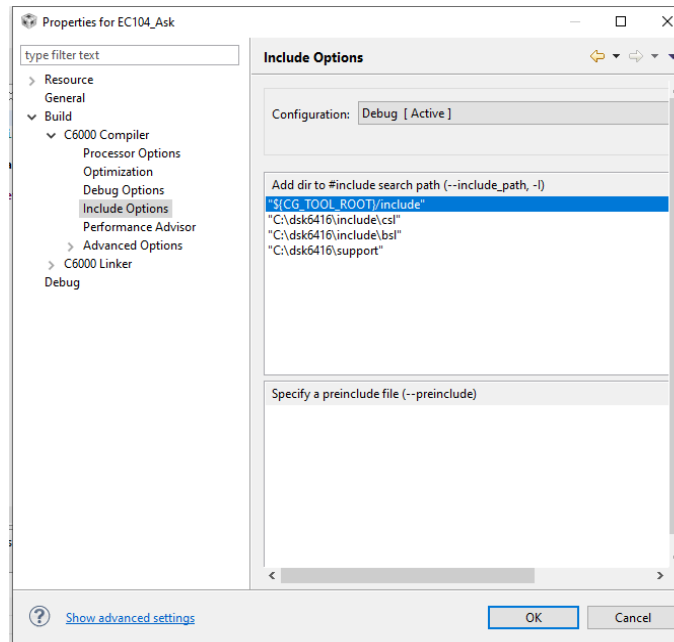 Properties for EC104_Ask
type filter text
Resource
General
Build
C6000 Compiler
Processor Options
Optimization
Debug Options
Include Options
Performance Advisor
Advanced Options
C6000 Linker
Debug
Include Options
Configuration: Debug [ Active ]
Add dir to #include search path (--include_path, -I)
"${CG_TOOL_ROOT}/include"
"C:\dsk6416\include\csl"
"C:\dsk6416\include\bsl"
"C:\dsk6416\support"
Specify a preinclude file (--preinclude)
Show advanced settings
OK
Cancel